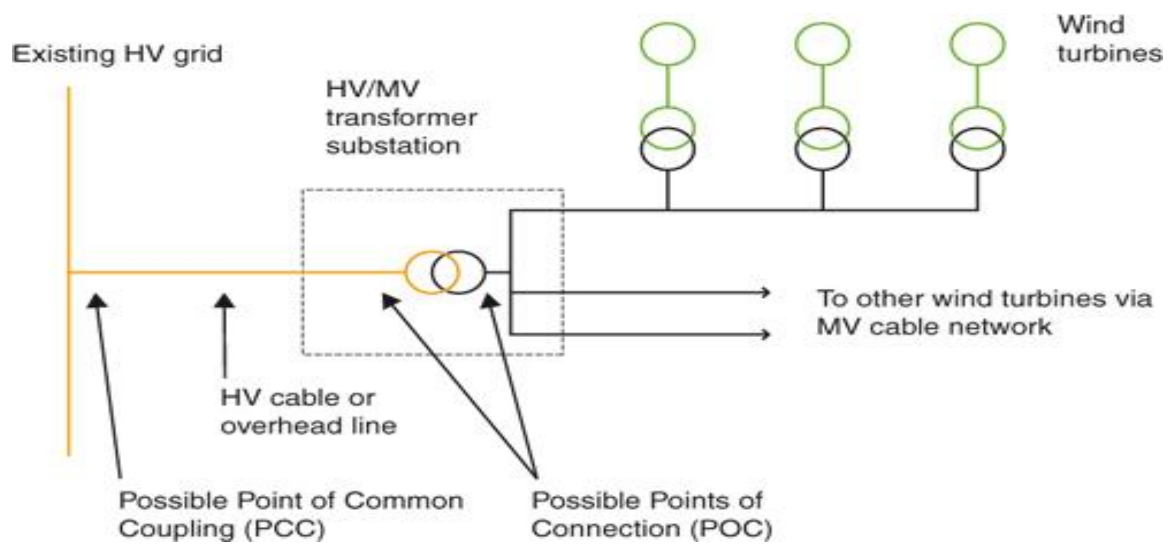 Existing HV grid
HV/MV
transformer
substation
Wind
turbines
To other wind turbines via
MV cable network
HV cable or
overhead line
Possible Point of Common
Coupling (PCC)
Possible Points of
Connection (POC)